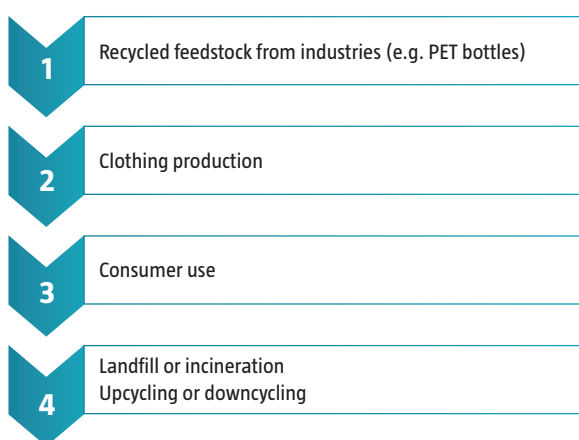 1
Recycled feedstock from industries (e.g. PET bottles)
2
Clothing production
3
Consumer use
4
Landfill or incineration
Upcycling or downcycling